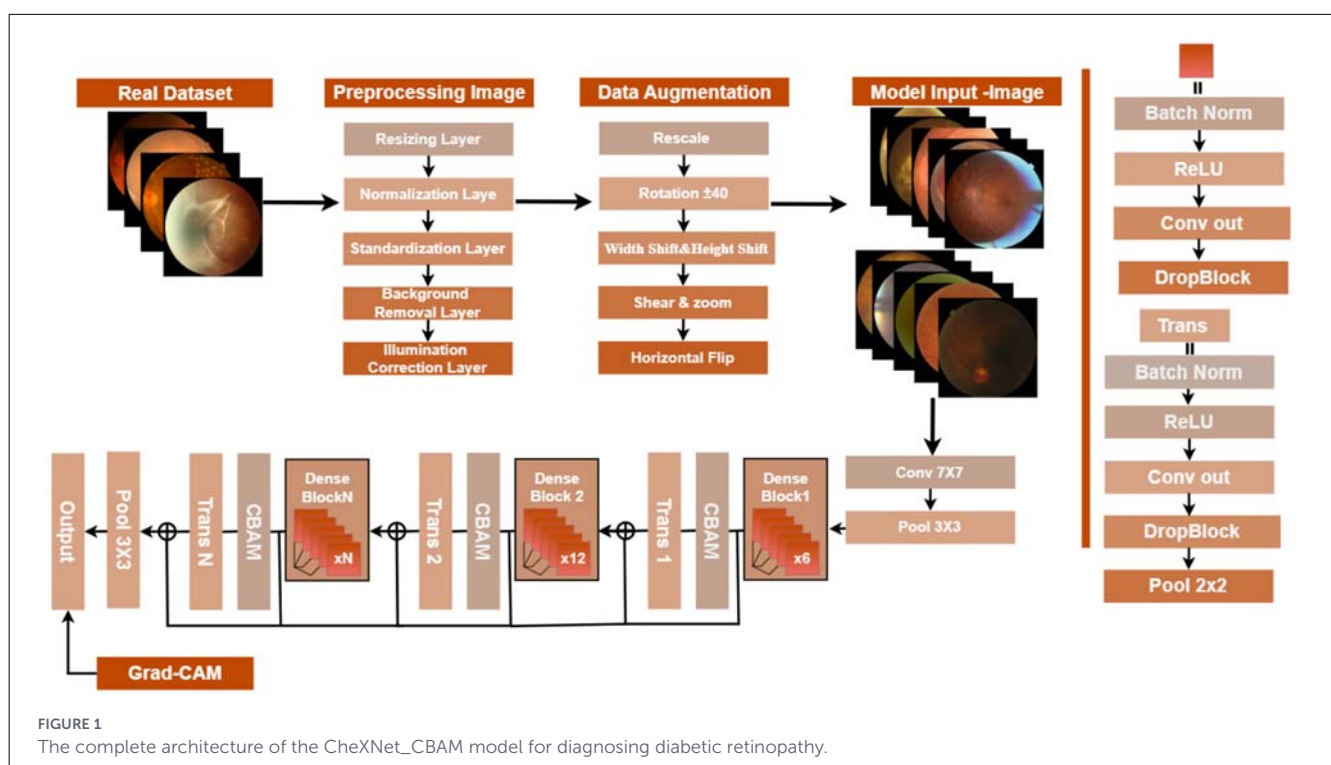 Real Dataset
Preprocessing Image
Resizing Layer
Normalization Laye
Standardization Layer
Background
Removal Layer
Illumination
Correction Layer
Data Augmentation
Rescale
Rotation ±40
Width Shift&Height Shift
Shear & zoom
Horizontal Flip
Model Input -Image
Conv 7X7
Pool 3X3
Dense
Block1
x6
CBAM
Trans 1
Dense
Block 2
x12
CBAM
Trans 2
Dense
BlockN
xN
CBAM
Trans N
Pool 3X3
Output
Grad-CAM
=
Batch Norm
ReLU
Conv out
DropBlock
Trans
=
Batch Norm
ReLU
Conv out
DropBlock
Pool 2x2
FIGURE 1
The complete architecture of the CheXNet_CBAM model for diagnosing diabetic retinopathy.